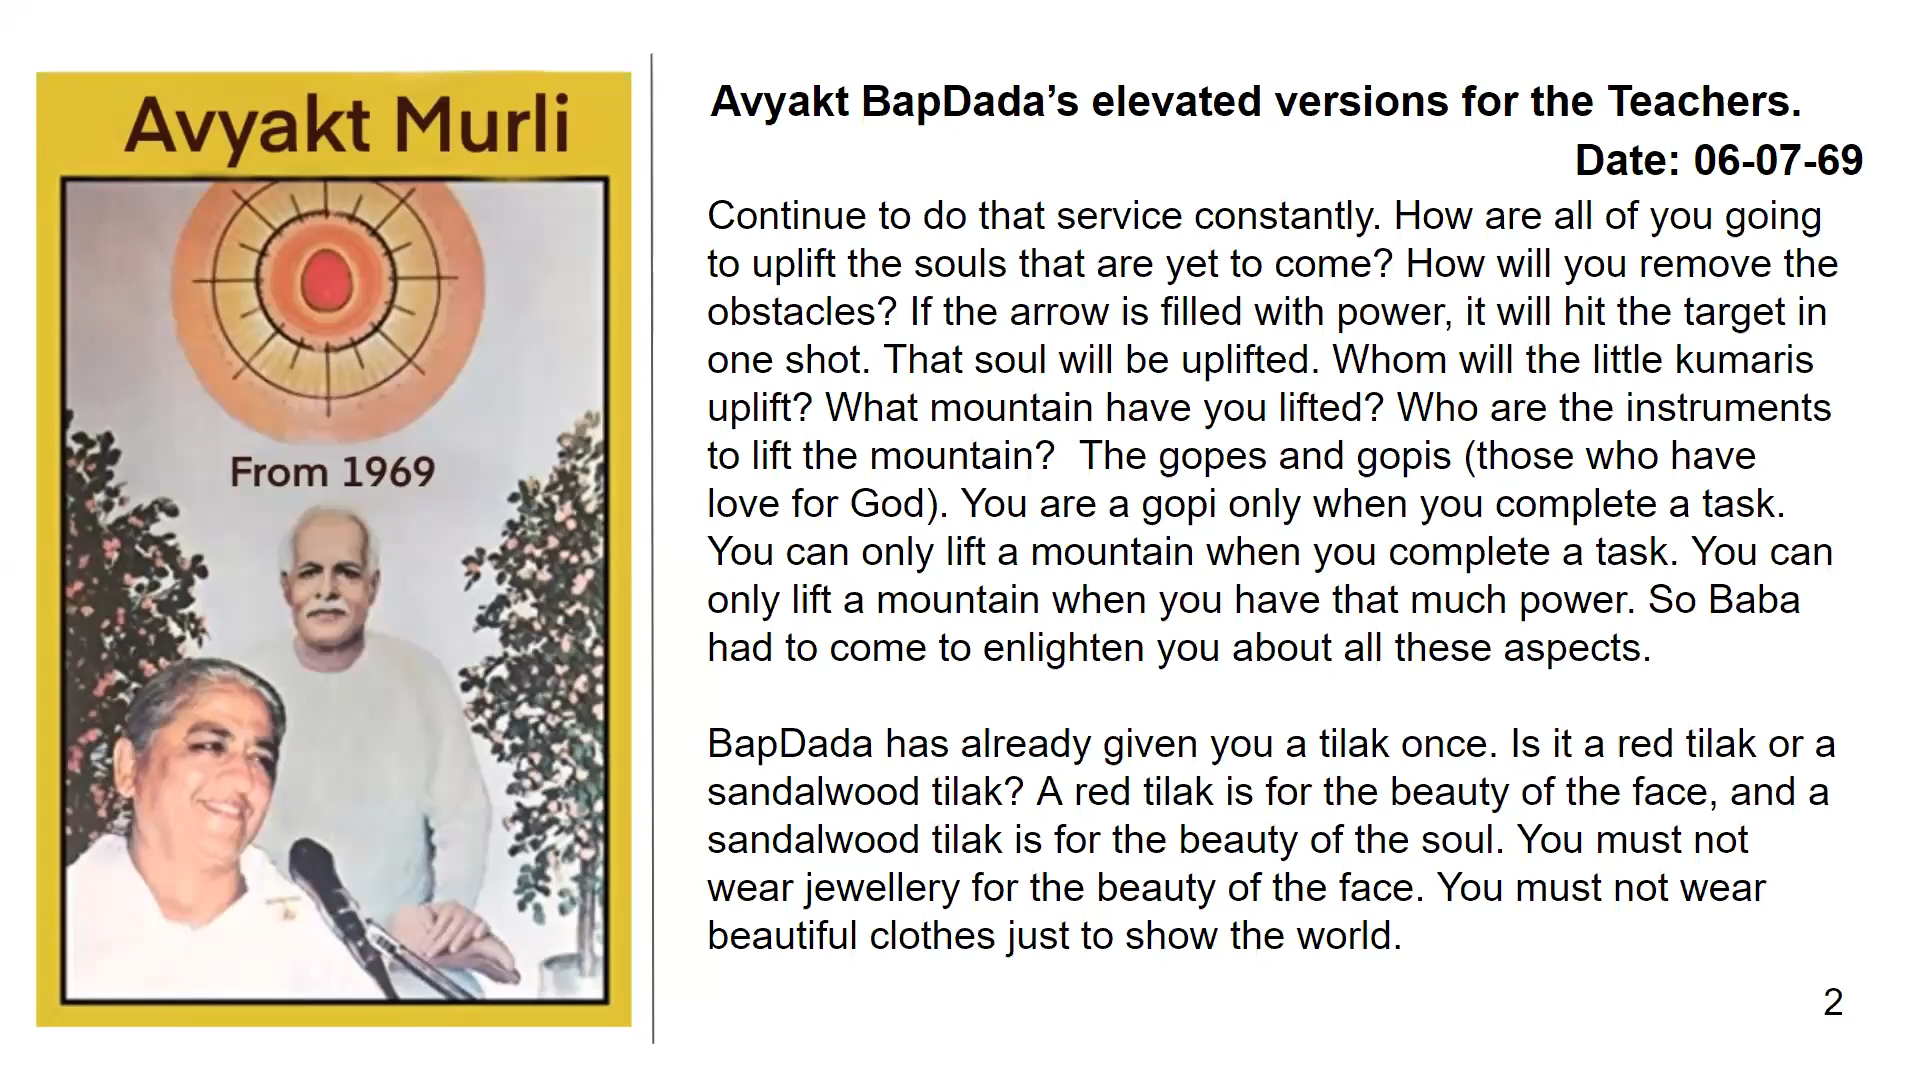 Avyakt Murli
From 1969
Avyakt BapDada’s elevated versions for the Teachers.
Date: 06-07-69
Continue to do that service constantly. How are all of you going
to uplift the souls that are yet to come? How will you remove the
obstacles? If the arrow is filled with power, it will hit the target in
one shot. That soul will be uplifted. Whom will the little kumaris
uplift? What mountain have you lifted? Who are the instruments
to lift the mountain?  The gopes and gopis (those who have
love for God). You are a gopi only when you complete a task.
You can only lift a mountain when you complete a task. You can
only lift a mountain when you have that much power. So Baba
had to come to enlighten you about all these aspects.
BapDada has already given you a tilak once. Is it a red tilak or a
sandalwood tilak? A red tilak is for the beauty of the face, and a
sandalwood tilak is for the beauty of the soul. You must not
wear jewellery for the beauty of the face. You must not wear
beautiful clothes just to show the world.
2